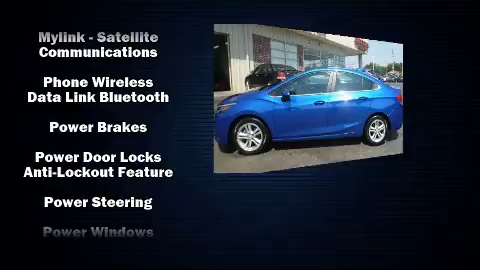 Mylink - Satellite
Communications
Phone Wireless
Data Link Bluetooth
Power Brakes
Power Door Locks
Anti-Lockout Feature
Power Steering
Power Windows